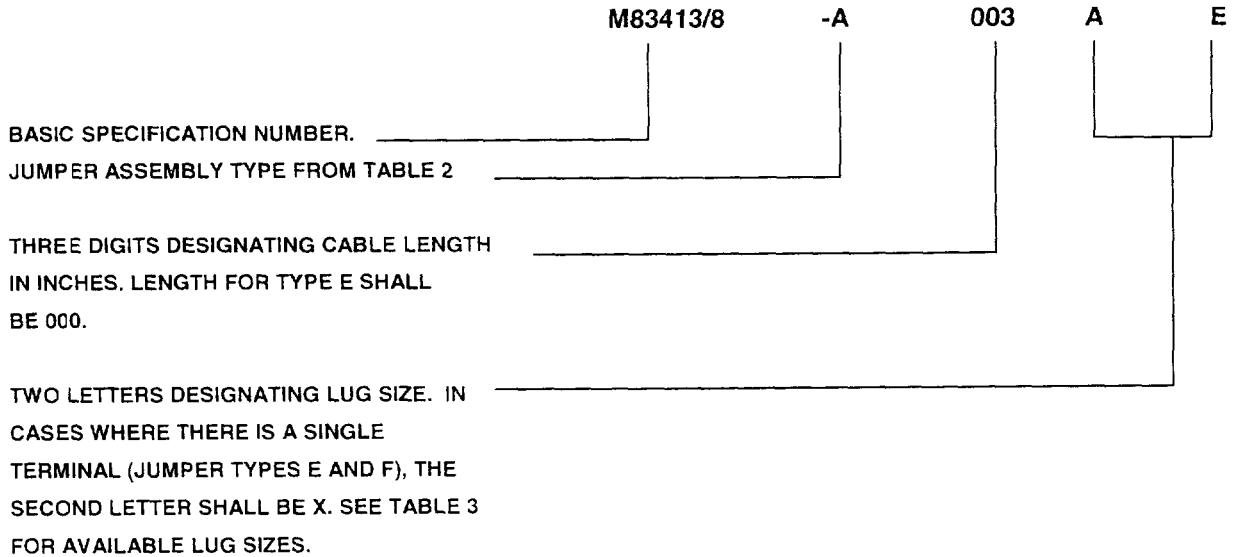 M83413/8 -A 003 A E
BASIC SPECIFICATION NUMBER.
JUMPER ASSEMBLY TYPE FROM TABLE 2
THREE DIGITS DESIGNATING CABLE LENGTH
IN INCHES. LENGTH FOR TYPE E SHALL
BE 000.
TWO LETTERS DESIGNATING LUG SIZE. IN
CASES WHERE THERE IS A SINGLE
TERMINAL (JUMPER TYPES E AND F), THE
SECOND LETTER SHALL BE X. SEE TABLE 3
FOR AVAILABLE LUG SIZES.